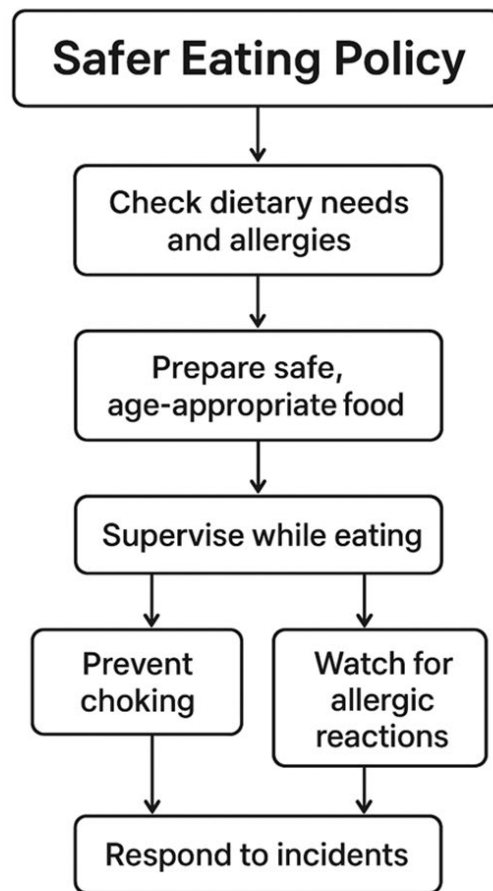 Safer Eating Policy
Check dietary needs
and allergies
Prepare safe,
age-appropriate food
Supervise while eating
Prevent
choking
Watch for
allergic
reactions
Respond to incidents